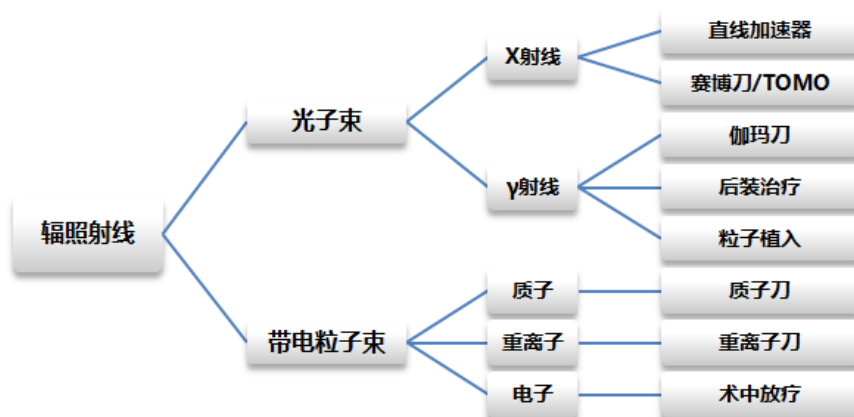 辐照射线
光子束
X射线
直线加速器
赛博刀/TOMO
γ射线
伽玛刀
后装治疗
粒子植入
带电粒子束
质子
质子刀
重离子
重离子刀
电子
术中放疗